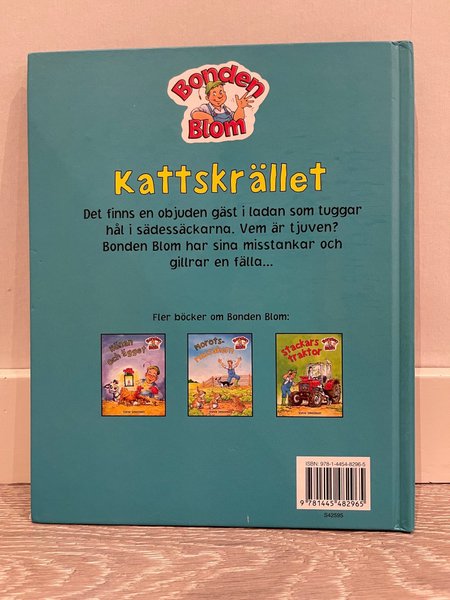 Bonden
Blom
Kattskrället
Det finns en objuden gäst i ladan som tuggar
hål i sädessäckarna. Vem är tjuven?
Bonden Blom har sina misstankar och
gillrar en fälla...
Fler böcker om Bonden Blom:
och Ägget
Morots-
Stackars
traktor
ISBN: 978-1-4454-8296-5
9 781445 482965
S42595